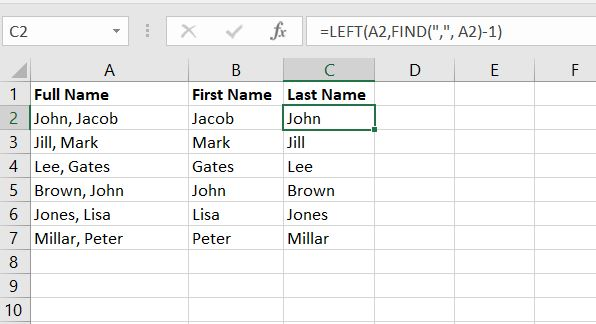 C2 fx =LEFT(A2,FIND(",", A2)-1)
A B C D E F
1 Full Name First Name Last Name
2 John, Jacob Jacob John
3 Jill, Mark Mark Jill
4 Lee, Gates Gates Lee
5 Brown, John John Brown
6 Jones, Lisa Lisa Jones
7 Millar, Peter Peter Millar
8
9
10